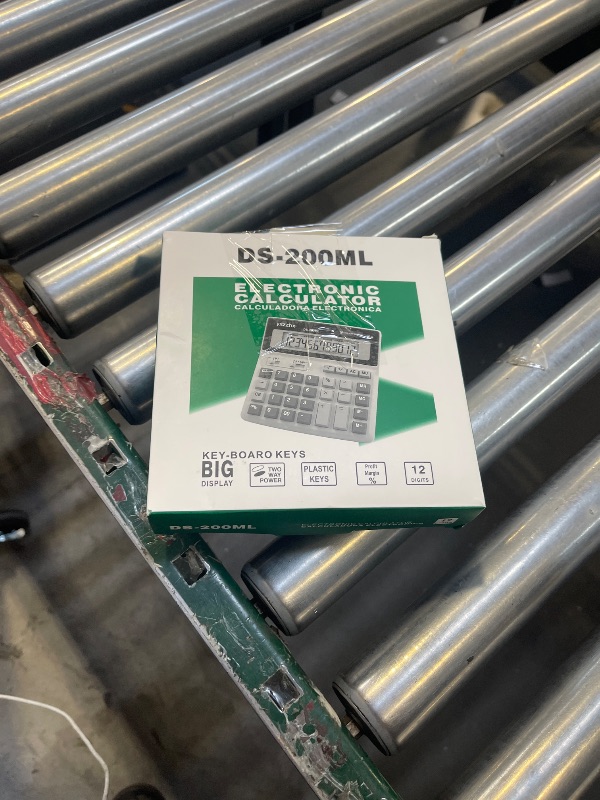 DS-200ML
ELECTRONIC
CALCULATOR
CALCULADORA ELECTRONICA
123456789012
KEY-BOARO KEYS
BIG
DISPLAY
TWO
WAY
POWER
PLASTIC
KEYS
Profit
Margin
%
12
DIGITS
DS-200ML